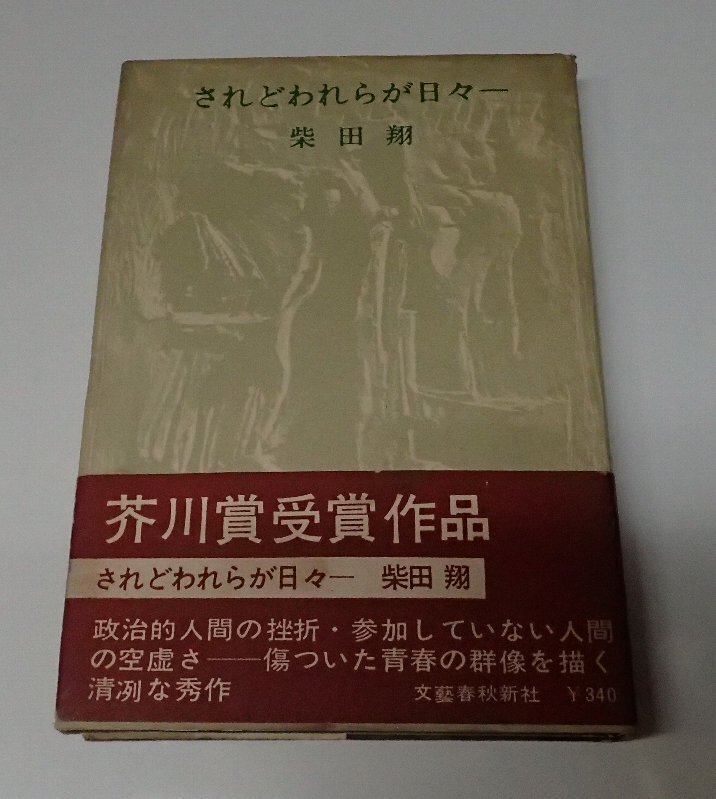 されどわれらが日々―
柴田翔
芥川賞受賞作品
されどわれらが日々― 柴田翔
政治的人間の挫折・参加していない人間
の空虚さ――傷ついた青春の群像を描く
清冽な秀作 文藝春秋新社 ￥340